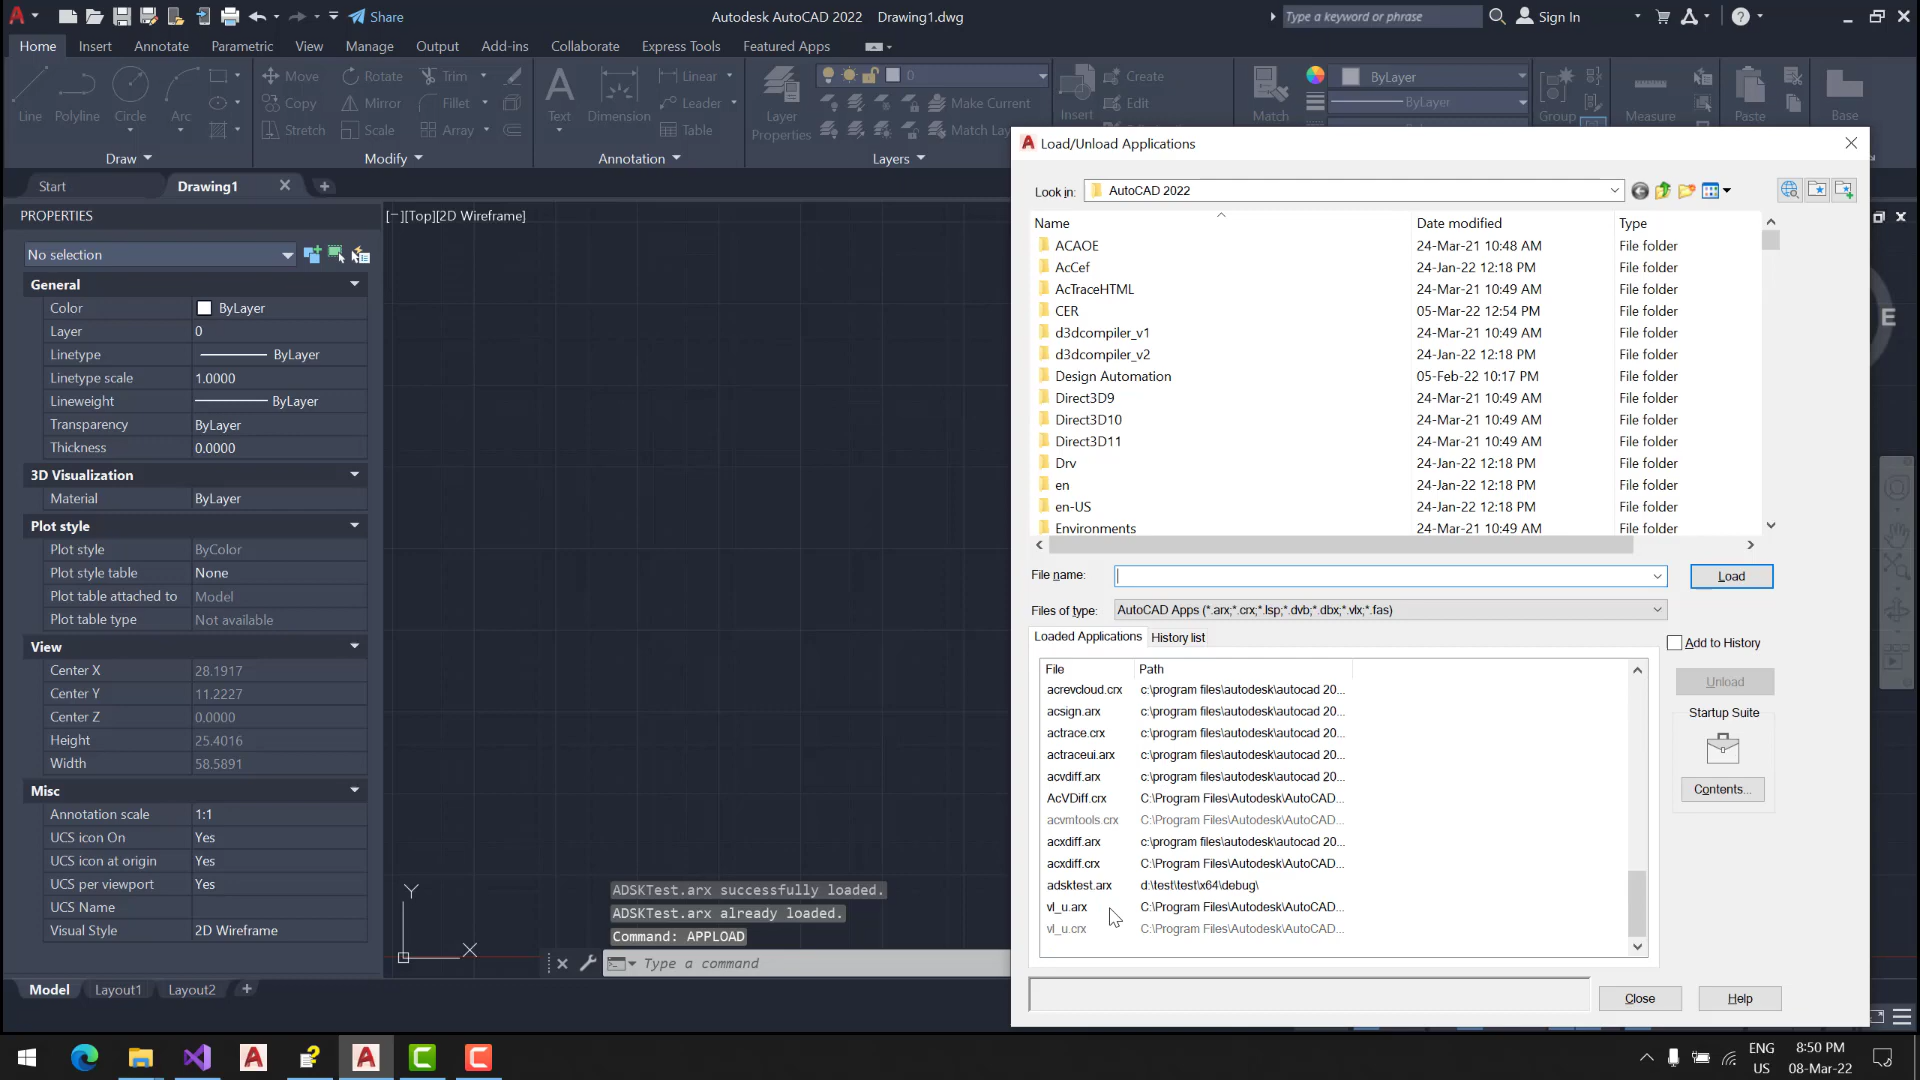 Share
Autodesk AutoCAD 2022 Drawing1.dwg
Type a keyword or phrase
Sign In
Home Insert Annotate Parametric View Manage Output Add-ins Collaborate Express Tools Featured Apps
Line Polyline Circle Arc
Move Rotate Trim
Copy Mirror Fillet
Stretch Scale Array
Text Dimension
Linear
Leader
Table
Layer Properties
0
Make Current
Match Lay
Insert
Create
Edit
Match
ByLayer
ByLayer
Group Measure Paste Base
Draw Modify Annotation Layers
Start Drawing1
PROPERTIES
No selection
General
Color ByLayer
Layer 0
Linetype ByLayer
Linetype scale 1.0000
Lineweight ByLayer
Transparency ByLayer
Thickness 0.0000
3D Visualization
Material ByLayer
Plot style
Plot style ByColor
Plot style table None
Plot table attached to Model
Plot table type Not available
View
Center X 28.1917
Center Y 11.2227
Center Z 0.0000
Height 25.4016
Width 58.5891
Misc
Annotation scale 1:1
UCS icon On Yes
UCS icon at origin Yes
UCS per viewport Yes
UCS Name
Visual Style 2D Wireframe
[−][Top][2D Wireframe]
E
Y
X
ADSKTest.arx successfully loaded.
ADSKTest.arx already loaded.
Command: APPLOAD
Type a command
Model Layout1 Layout2 +
Load/Unload Applications
Look in: AutoCAD 2022
Name Date modified Type
ACAOE 24-Mar-21 10:48 AM File folder
AcCef 24-Jan-22 12:18 PM File folder
AcTraceHTML 24-Mar-21 10:49 AM File folder
CER 05-Mar-22 12:54 PM File folder
d3dcompiler_v1 24-Mar-21 10:49 AM File folder
d3dcompiler_v2 24-Jan-22 12:18 PM File folder
Design Automation 05-Feb-22 10:17 PM File folder
Direct3D9 24-Mar-21 10:49 AM File folder
Direct3D10 24-Mar-21 10:49 AM File folder
Direct3D11 24-Mar-21 10:49 AM File folder
Drv 24-Jan-22 12:18 PM File folder
en 24-Jan-22 12:18 PM File folder
en-US 24-Jan-22 12:18 PM File folder
Environments 24-Mar-21 10:49 AM File folder
File name: Load
Files of type: AutoCAD Apps (*.arx;*.crx;*.lsp;*.dvb;*.dbx;*.vlx;*.fas)
Loaded Applications History list
Add to History
File Path
acrevcloud.crx c:\program files\autodesk\autocad 20...
acsign.arx c:\program files\autodesk\autocad 20...
actrace.crx c:\program files\autodesk\autocad 20...
actraceui.arx c:\program files\autodesk\autocad 20...
acvdiff.arx c:\program files\autodesk\autocad 20...
AcVDiff.crx C:\Program Files\Autodesk\AutoCAD...
acvmtools.crx C:\Program Files\Autodesk\AutoCAD...
acxdiff.arx c:\program files\autodesk\autocad 20...
acxdiff.crx C:\Program Files\Autodesk\AutoCAD...
adsktest.arx d:\test\test\x64\debug\
vl_u.arx C:\Program Files\Autodesk\AutoCAD...
vl_u.crx C:\Program Files\Autodesk\AutoCAD...
Unload
Startup Suite
Contents...
Close Help
ENG
US
8:50 PM
08-Mar-22